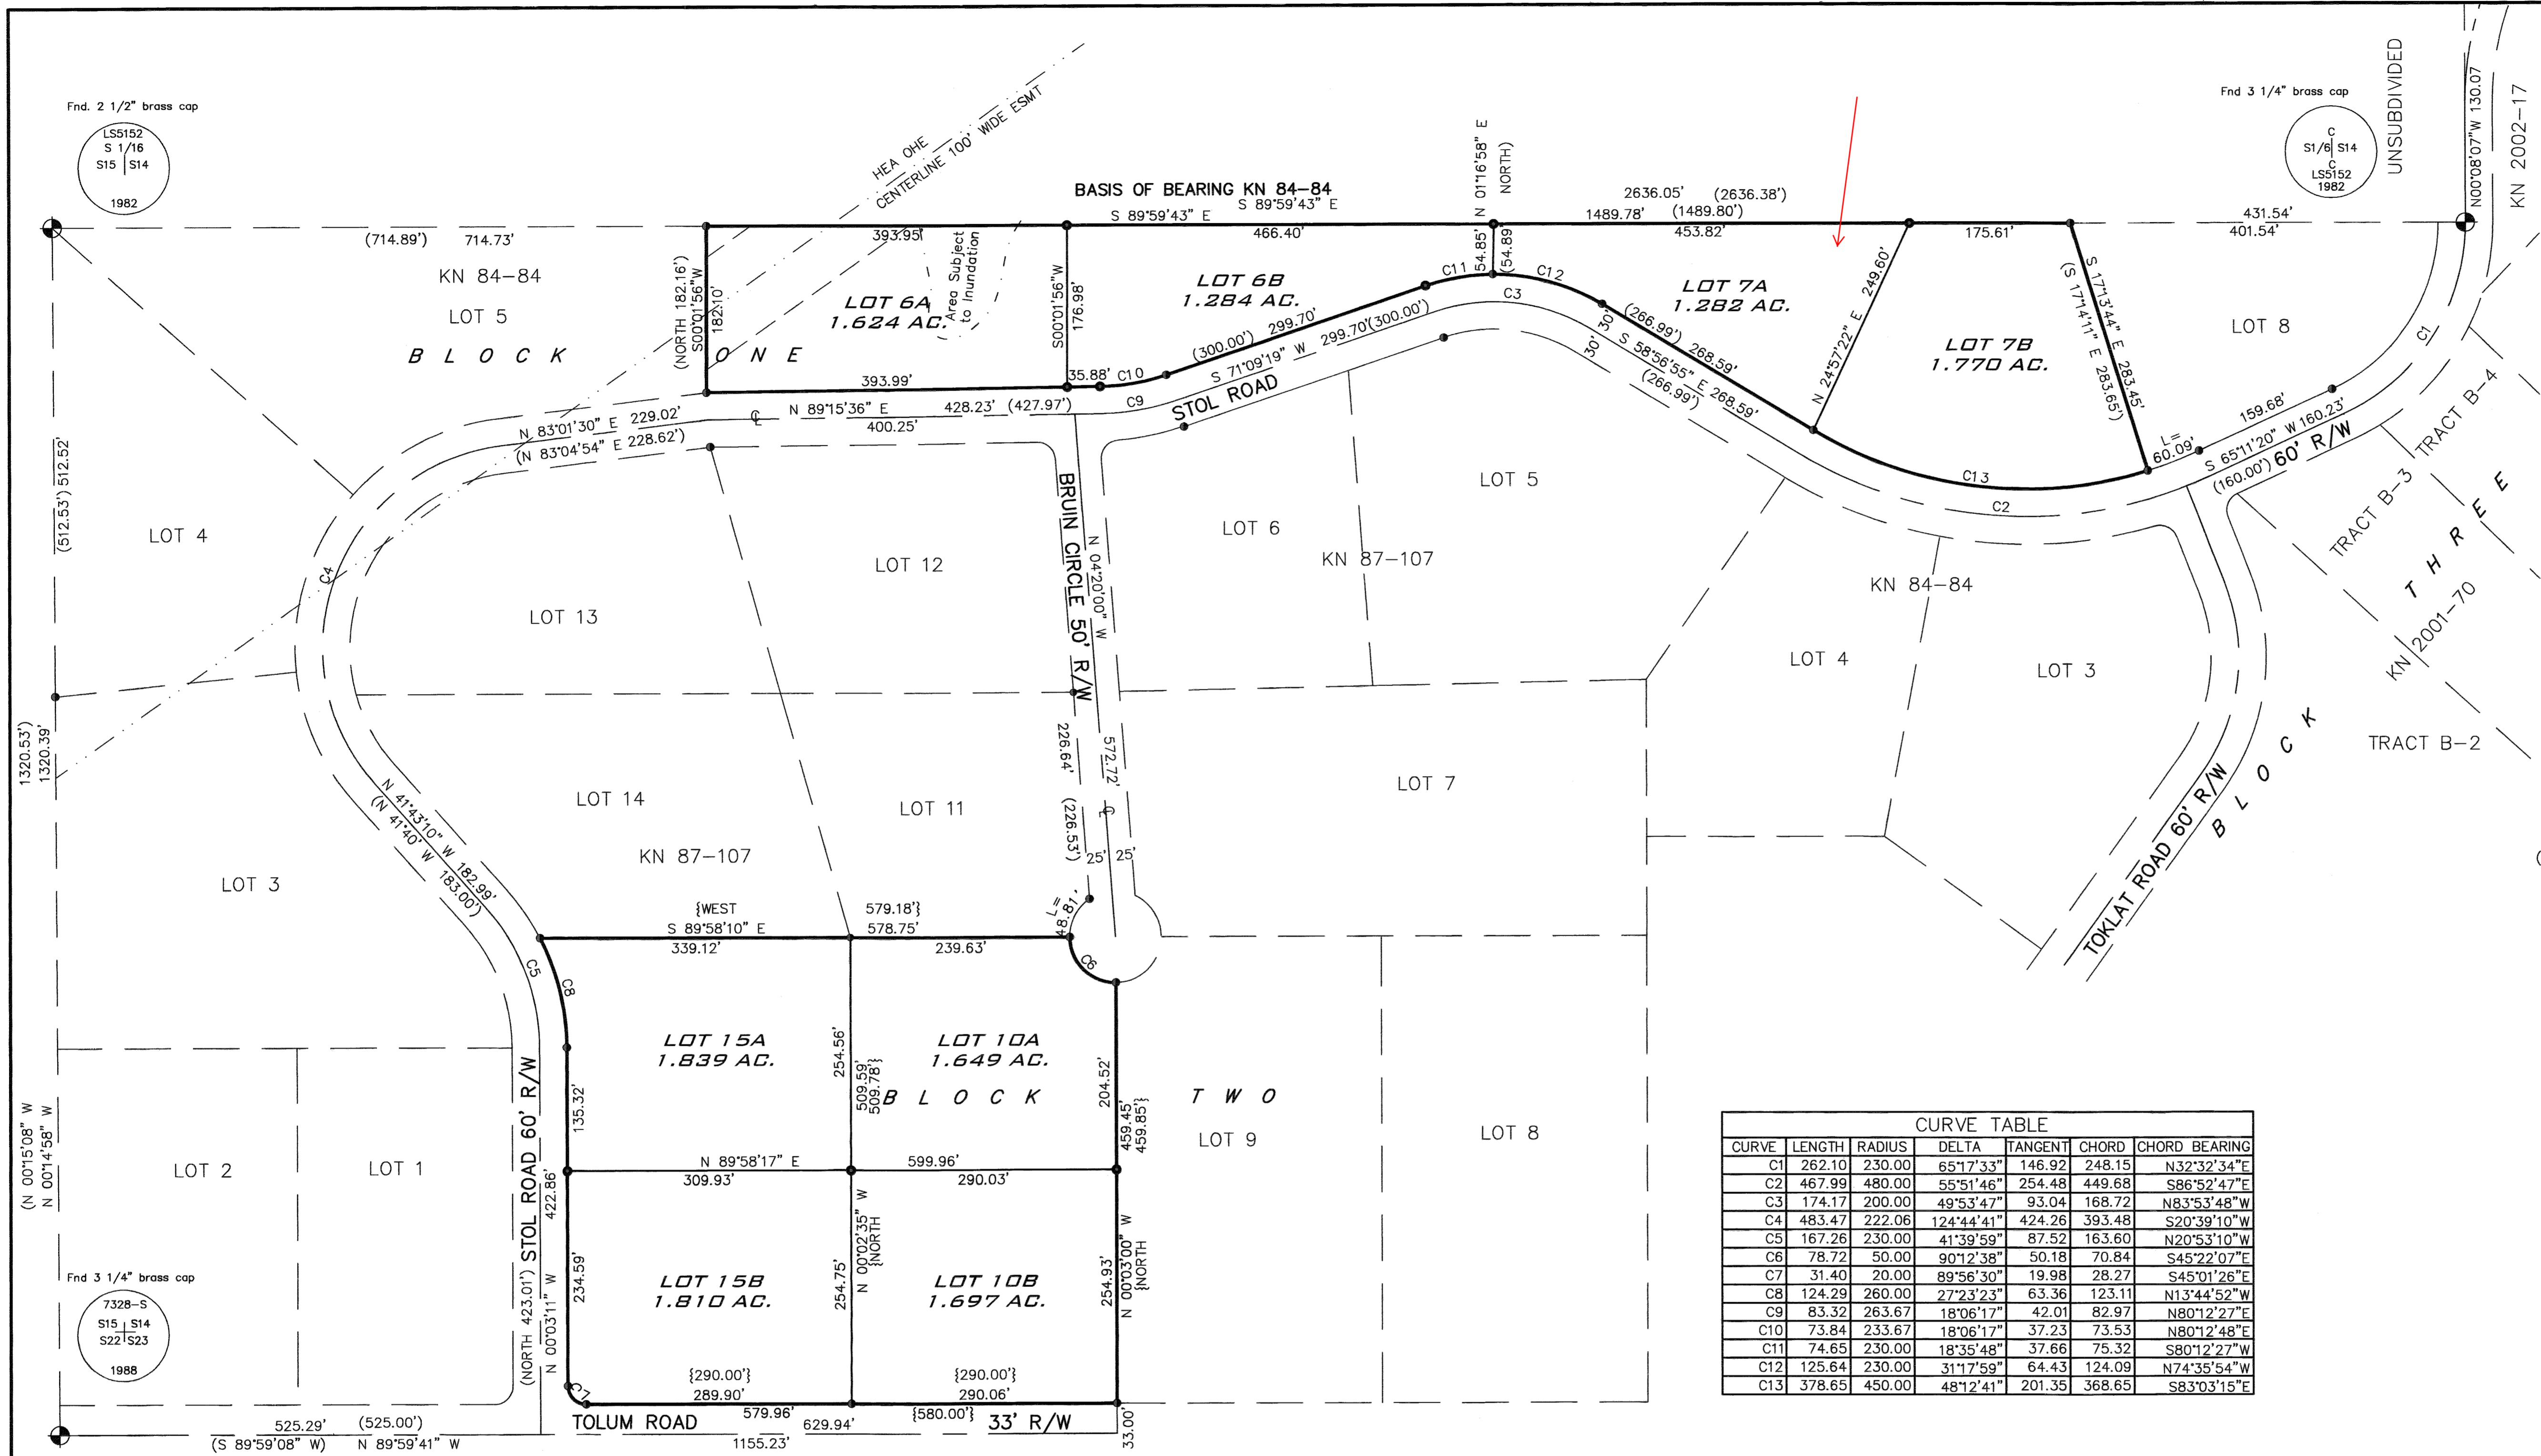 Fnd. 2 1/2" brass cap
LS5152
S 1/16
S15 S14
1982
Fnd 3 1/4" brass cap
C
S1/6 S14
C
LS5152
1982
UNSUBDIVIDED
N00°08'07"W 130.07
KN 2002-17
HEA OHE
CENTERLINE 100' WIDE ESMT
BASIS OF BEARING KN 84-84
S 89°59'43" E
S 89°59'43" E
N 01°16'58" E
NORTH)
54.85'
(54.89'
2636.05' (2636.38')
1489.78' (1489.80')
431.54'
(714.89') 714.73'
393.95'
466.40'
453.82'
175.61'
401.54'
KN 84-84
LOT 5
B L O C K O N E
(NORTH 182.16')
S00°01'56"W
182.10'
LOT 6A
1.624 AC.
Area Subject
to Inundation
S00°01'56"W
176.98'
LOT 6B
1.284 AC.
C11
C12
C3
LOT 7A
1.282 AC.
N 24°57'22" E 249.60'
LOT 7B
1.770 AC.
S 17°13'44" E 283.45'
(S 17°14'11" E 283.65')
LOT 8
C1
393.99'
35.88'
C10
(300.00') 299.70'
S 71°09'19" W 299.70'(300.00')
STOL ROAD
C9
30'
30'
(266.99') 268.59'
S 58°56'55" E 268.59'
(266.99')
C13
C2
L=
60.09'
159.68'
S 65°11'20" W 160.23'
(160.00') 60' R/W
N 83°01'30" E 229.02'
(N 83°04'54" E 228.62')
N 89°15'36" E 428.23' (427.97')
400.25'
(512.53') 512.52'
LOT 4
C4
LOT 13
LOT 12
BRUIN CIRCLE 50' R/W
N 04°20'00" W
572.72'
LOT 6
LOT 5
KN 87-107
KN 84-84
LOT 4
LOT 3
TRACT B-4
TRACT B-3
T H R E E
KN 2001-70
TRACT B-2
B L O C K
TOKLAT ROAD 60' R/W
1320.53')
1320.39'
N 41°43'10" W 182.99'
(N 41°40' W 183.00')
LOT 14
LOT 11
KN 87-107
226.64'
(226.53')
25' 25'
LOT 7
LOT 3
{WEST 579.18'}
S 89°58'10" E 578.75'
339.12'
239.63'
L=
48.81'
C6
C5
C8
LOT 15A
1.839 AC.
254.56'
509.59'
509.78'}
LOT 10A
1.649 AC.
204.52'
459.45'
459.85'}
B L O C K T W O
135.32'
LOT 9
LOT 8
LOT 2
LOT 1
(N 00°15'08" W
N 00°14'58" W
STOL ROAD 60' R/W
(NORTH 423.01')
N 00°03'11" W 422.86'
N 89°58'17" E 599.96'
309.93'
290.03'
234.59'
LOT 15B
1.810 AC.
254.75'
N 00°02'35" W
{NORTH
LOT 10B
1.697 AC.
254.93'
N 00°03'00" W
{NORTH
Fnd 3 1/4" brass cap
7328-S
S15 S14
S22 S23
1988
C7
{290.00'}
289.90'
{290.00'}
290.06'
TOLUM ROAD
579.96'
{580.00'}
33' R/W
33.00'
525.29' (525.00')
629.94'
(S 89°59'08" W) N 89°59'41" W
1155.23'
CURVE TABLE
CURVE LENGTH RADIUS DELTA TANGENT CHORD CHORD BEARING
C1 262.10 230.00 65°17'33" 146.92 248.15 N32°32'34"E
C2 467.99 480.00 55°51'46" 254.48 449.68 S86°52'47"E
C3 174.17 200.00 49°53'47" 93.04 168.72 N83°53'48"W
C4 483.47 222.06 124°44'41" 424.26 393.48 S20°39'10"W
C5 167.26 230.00 41°39'59" 87.52 163.60 N20°53'10"W
C6 78.72 50.00 90°12'38" 50.18 70.84 S45°22'07"E
C7 31.40 20.00 89°56'30" 19.98 28.27 S45°01'26"E
C8 124.29 260.00 27°23'23" 63.36 123.11 N13°44'52"W
C9 83.32 263.67 18°06'17" 42.01 82.97 N80°12'27"E
C10 73.84 233.67 18°06'17" 37.23 73.53 N80°12'48"E
C11 74.65 230.00 18°35'48" 37.66 75.32 S80°12'27"W
C12 125.64 230.00 31°17'59" 64.43 124.09 N74°35'54"W
C13 378.65 450.00 48°12'41" 201.35 368.65 S83°03'15"E